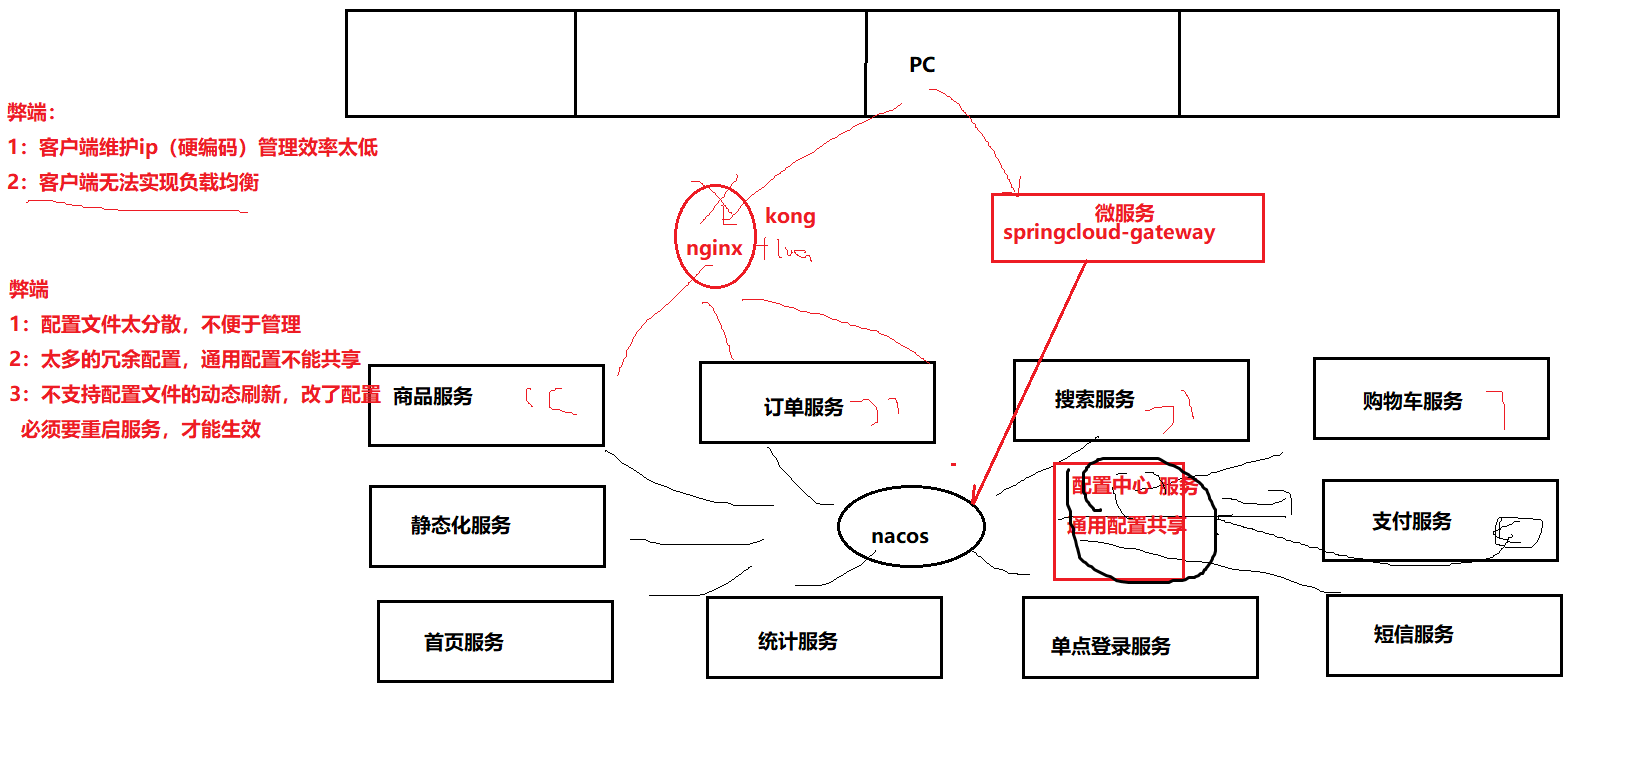 PC
弊端：
1：客户端维护ip（硬编码）管理效率太低
2：客户端无法实现负载均衡
kong
nginx
+lua
微服务
springcloud-gateway
弊端
1：配置文件太分散，不便于管理
2：太多的冗余配置，通用配置不能共享
3：不支持配置文件的动态刷新，改了配置
必须要重启服务，才能生效
商品服务
订单服务
搜索服务
购物车服务
静态化服务
nacos
配置中心 服务
通用配置共享
支付服务
首页服务
统计服务
单点登录服务
短信服务